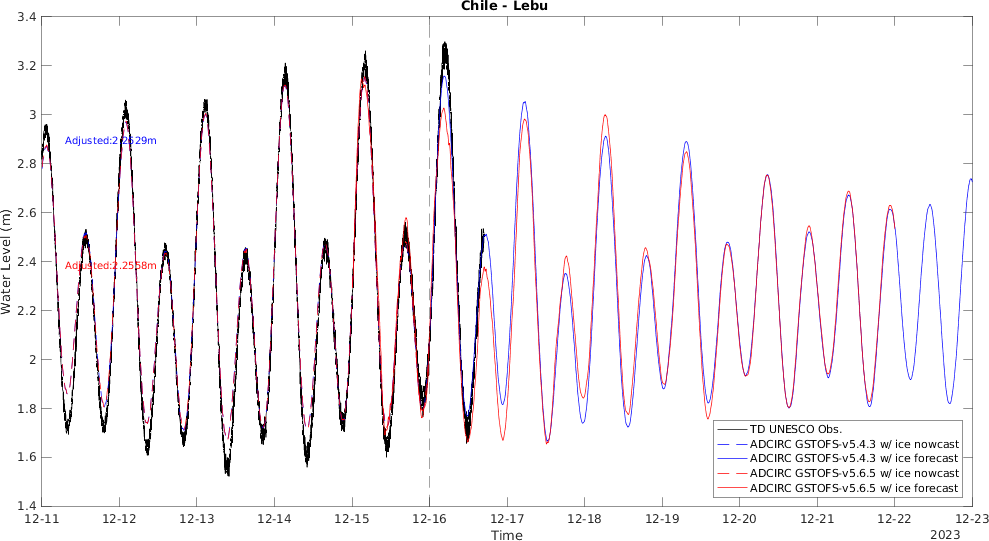 Chile - Lebu
3.4
3.2
3
2.8
2.6
2.4
2.2
2
1.8
1.6
1.4
Water Level (m)
Adjusted:2.2629m
Adjusted:2.2558m
TD UNESCO Obs.
ADCIRC GSTOFS-v5.4.3 w/ ice nowcast
ADCIRC GSTOFS-v5.4.3 w/ ice forecast
ADCIRC GSTOFS-v5.6.5 w/ ice nowcast
ADCIRC GSTOFS-v5.6.5 w/ ice forecast
12-11 12-12 12-13 12-14 12-15 12-16 12-17 12-18 12-19 12-20 12-21 12-22 12-23
Time
2023